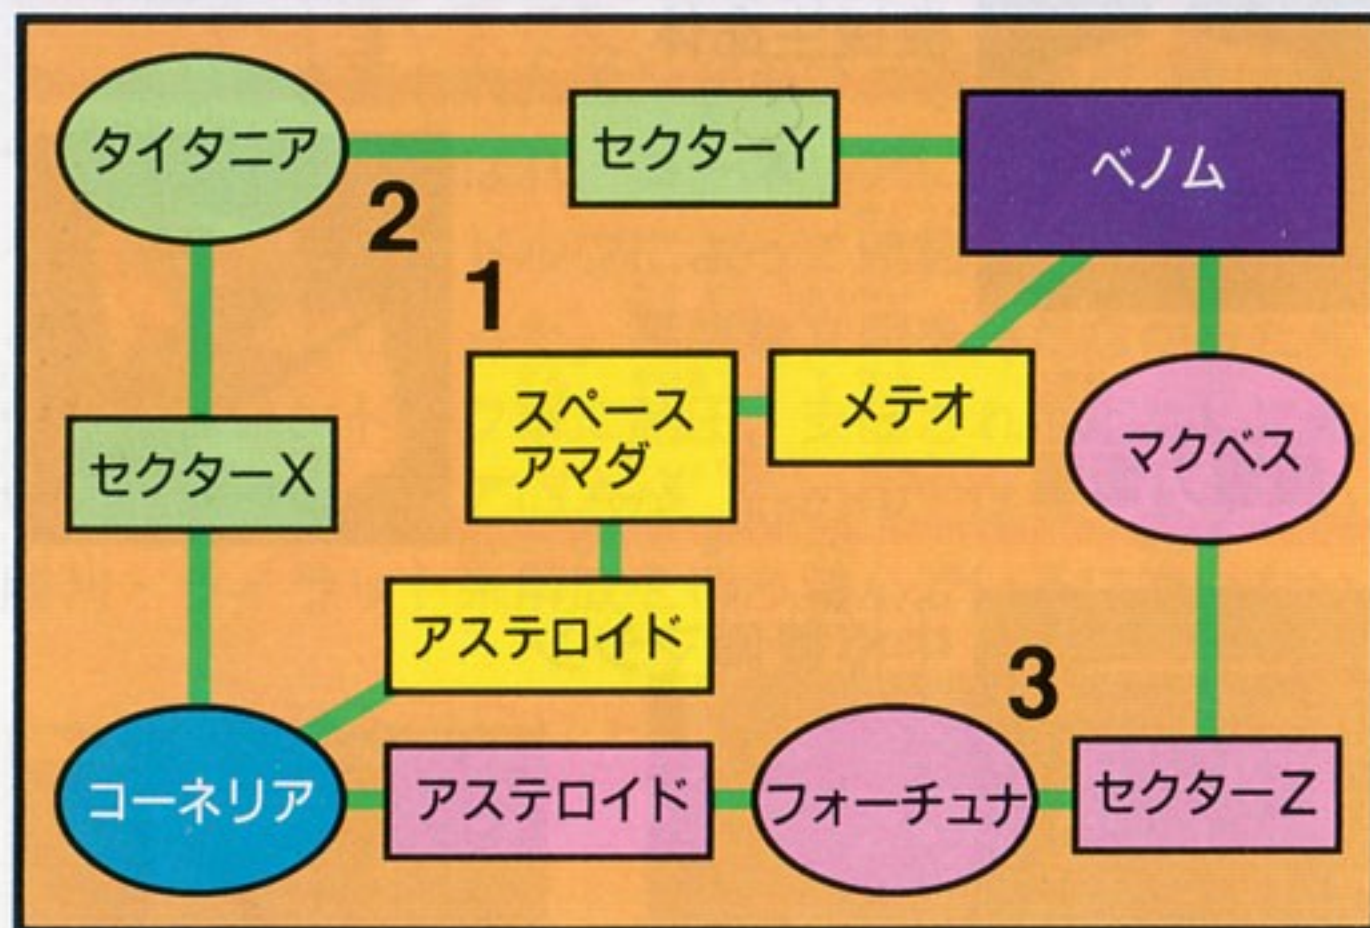 タイタニア
セクターY
ベノム
2
1
スペース
アマダ
メテオ
マクベス
セクターX
アステロイド
3
コーネリア
アステロイド
フォーチュナ
セクターZ